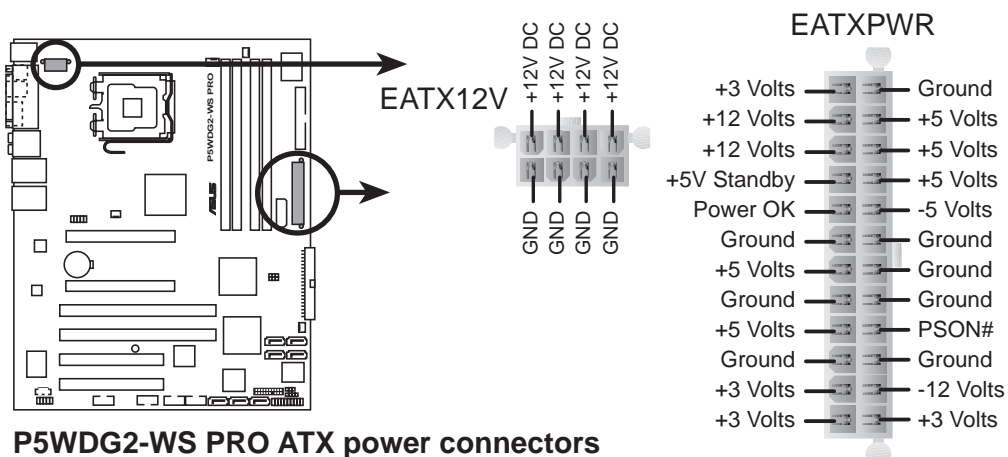 P5WDG2-WS PRO
ASUS
EATX12V
+12V DC
+12V DC
+12V DC
+12V DC
GND
GND
GND
GND
EATXPWR
+3 Volts Ground
+12 Volts +5 Volts
+12 Volts +5 Volts
+5V Standby +5 Volts
Power OK -5 Volts
Ground Ground
+5 Volts Ground
Ground Ground
+5 Volts PSON#
Ground Ground
+3 Volts -12 Volts
+3 Volts +3 Volts
P5WDG2-WS PRO ATX power connectors